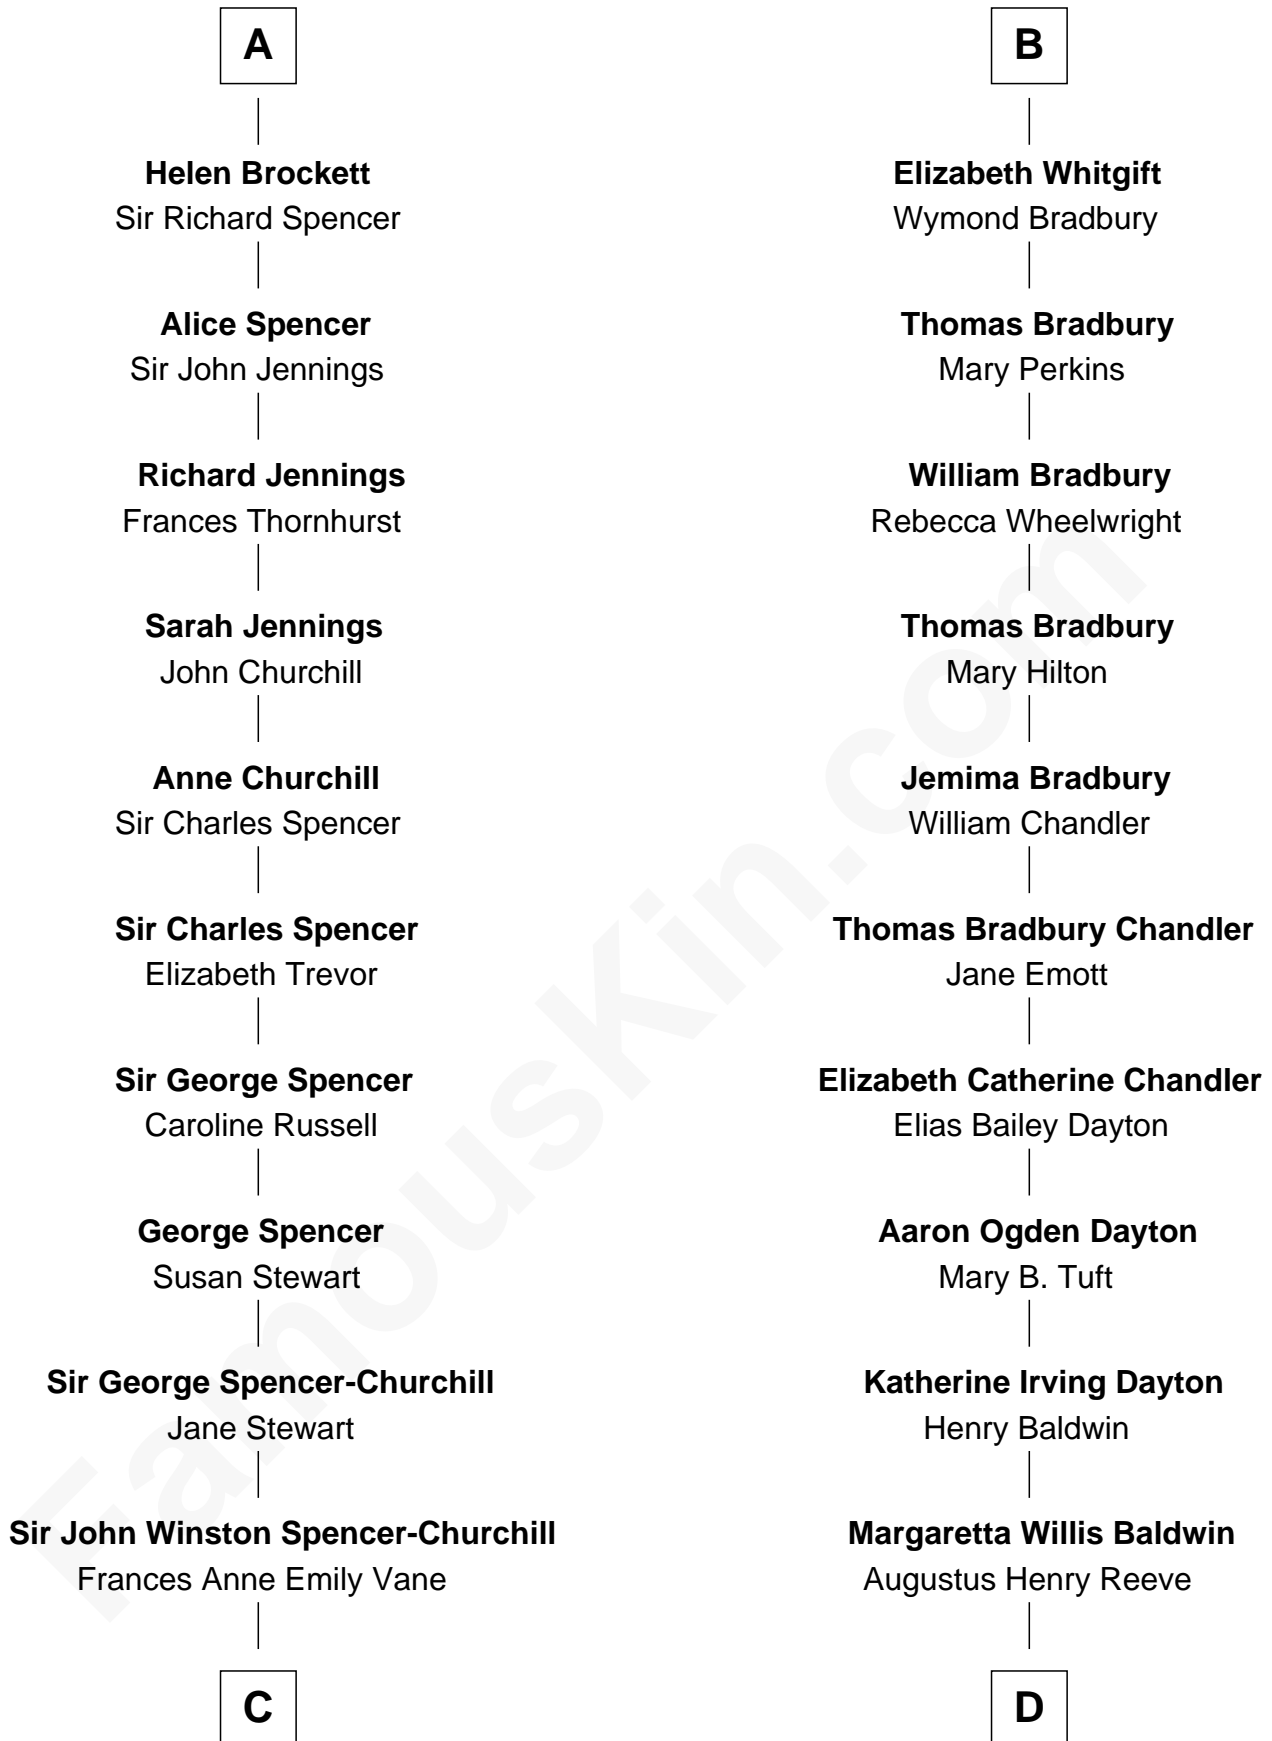 A
Helen Brockett
Sir Richard Spencer
Alice Spencer
Sir John Jennings
Richard Jennings
Frances Thornhurst
Sarah Jennings
John Churchill
Anne Churchill
Sir Charles Spencer
Sir Charles Spencer
Elizabeth Trevor
Sir George Spencer
Caroline Russell
George Spencer
Susan Stewart
Sir George Spencer-Churchill
Jane Stewart
Sir John Winston Spencer-Churchill
Frances Anne Emily Vane
C
B
Elizabeth Whitgift
Wymond Bradbury
Thomas Bradbury
Mary Perkins
William Bradbury
Rebecca Wheelwright
Thomas Bradbury
Mary Hilton
Jemima Bradbury
William Chandler
Thomas Bradbury Chandler
Jane Emott
Elizabeth Catherine Chandler
Elias Bailey Dayton
Aaron Ogden Dayton
Mary B. Tuft
Katherine Irving Dayton
Henry Baldwin
Margaretta Willis Baldwin
Augustus Henry Reeve
D
FamousKin.com